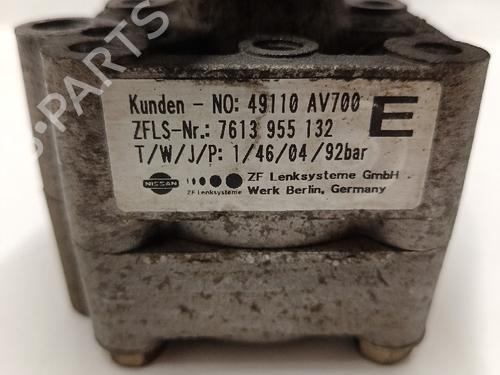 Kunden - NO: 49110 AV700
E
ZFLS-Nr.: 7613 955 132
T/W/J/P: 1/46/04/92bar
NISSAN
ZF Lenksysteme
ZF Lenksysteme GmbH
Werk Berlin, Germany
PARTS